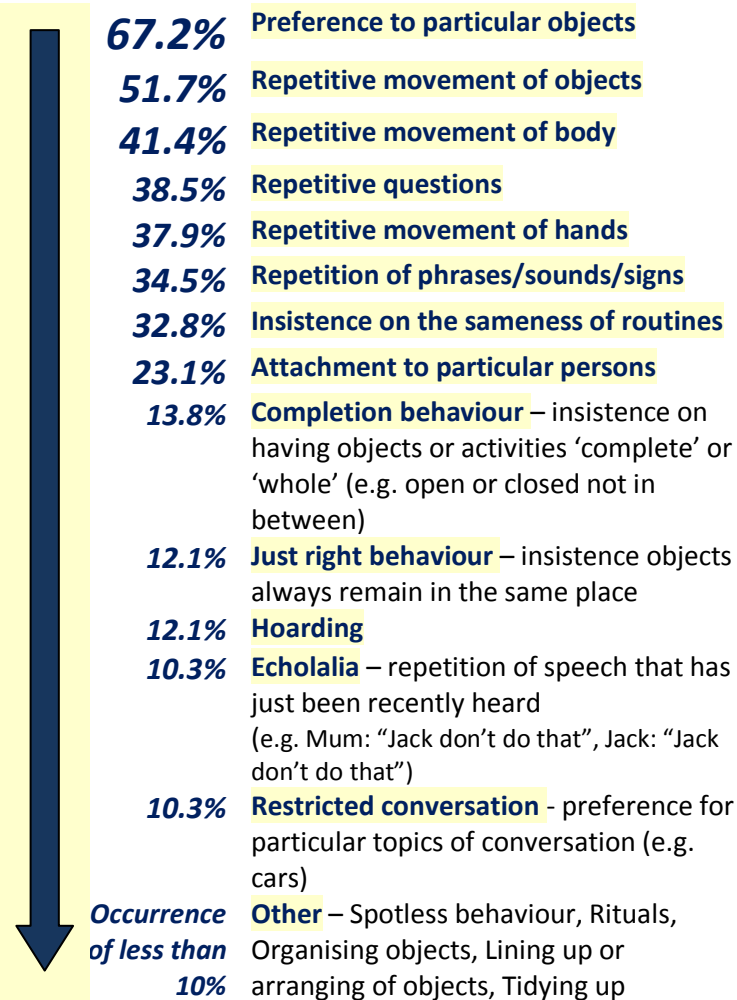 67.2% Preference to particular objects
51.7% Repetitive movement of objects
41.4% Repetitive movement of body
38.5% Repetitive questions
37.9% Repetitive movement of hands
34.5% Repetition of phrases/sounds/signs
32.8% Insistence on the sameness of routines
23.1% Attachment to particular persons
13.8% Completion behaviour – insistence on
having objects or activities ‘complete’ or
‘whole’ (e.g. open or closed not in
between)
12.1% Just right behaviour – insistence objects
always remain in the same place
12.1% Hoarding
10.3% Echolalia – repetition of speech that has
just been recently heard
(e.g. Mum: “Jack don’t do that”, Jack: “Jack
don’t do that”)
10.3% Restricted conversation - preference for
particular topics of conversation (e.g.
cars)
Occurrence Other – Spotless behaviour, Rituals,
of less than Organising objects, Lining up or
10% arranging of objects, Tidying up